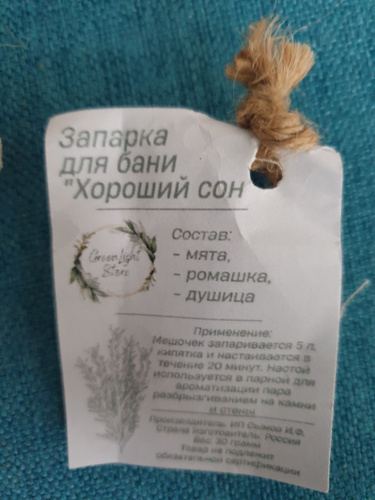 Запарка
для бани
"Хороший сон
Green Light
Store
Состав:
- мята,
- ромашка,
- душица
Применение:
Мешочек запаривается 5 л.
кипятка и настаивается в
течение 20 минут. Настой
используется в парной для
ароматизации пара
разбрызгиванием на камни
и стены
Производитель: ИП И.Ф.
Страна изготовитель: Россия
Вес: 30 грамм
Товар не подлежит
обязательной сертификации